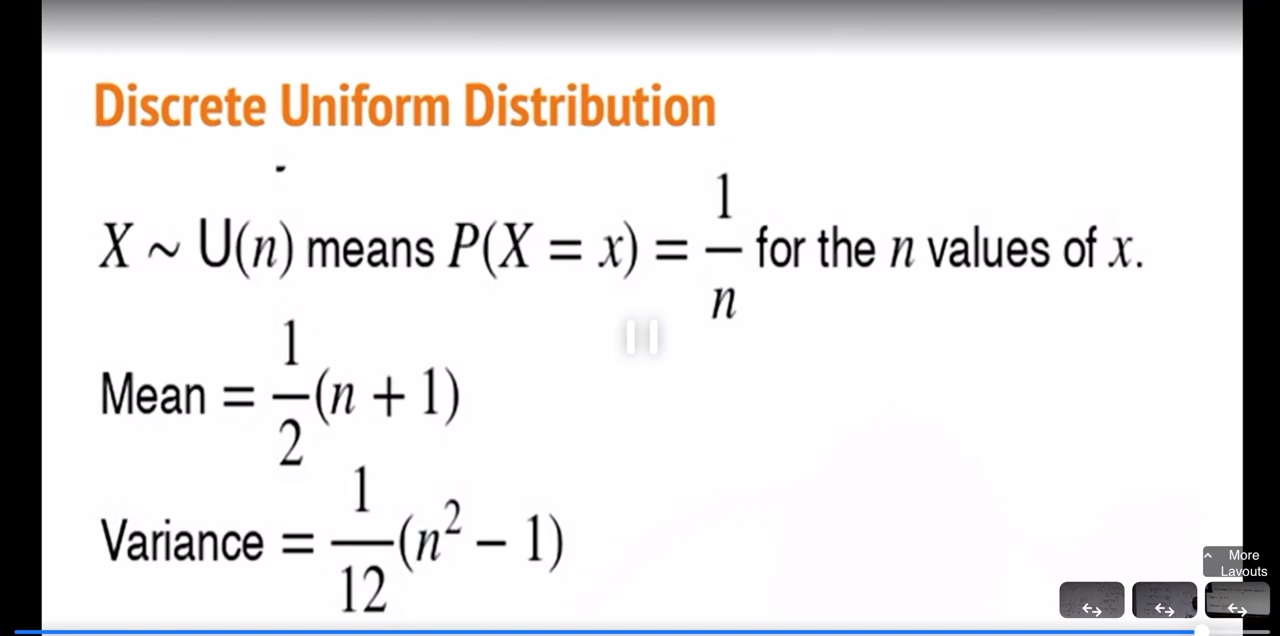 Discrete Uniform Distribution
X ~ U(n) means P(X = x) = 1/n for the n values of x.
Mean = 1/2(n + 1)
Variance = 1/12(n² − 1)
More
Layouts